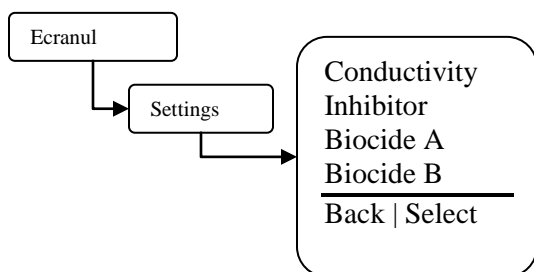 Ecranul
Settings
Conductivity
Inhibitor
Biocide A
Biocide B
Back | Select